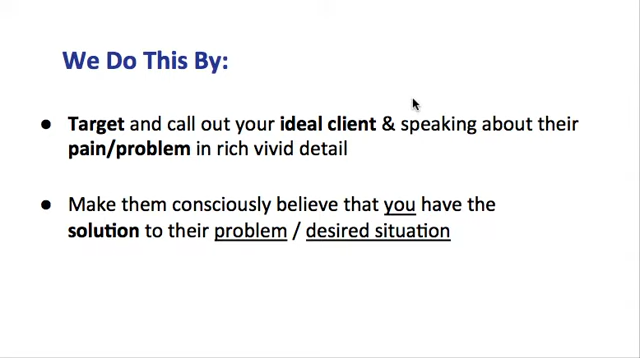 We Do This By:
● Target and call out your ideal client & speaking about their
pain/problem in rich vivid detail
● Make them consciously believe that you have the
solution to their problem / desired situation